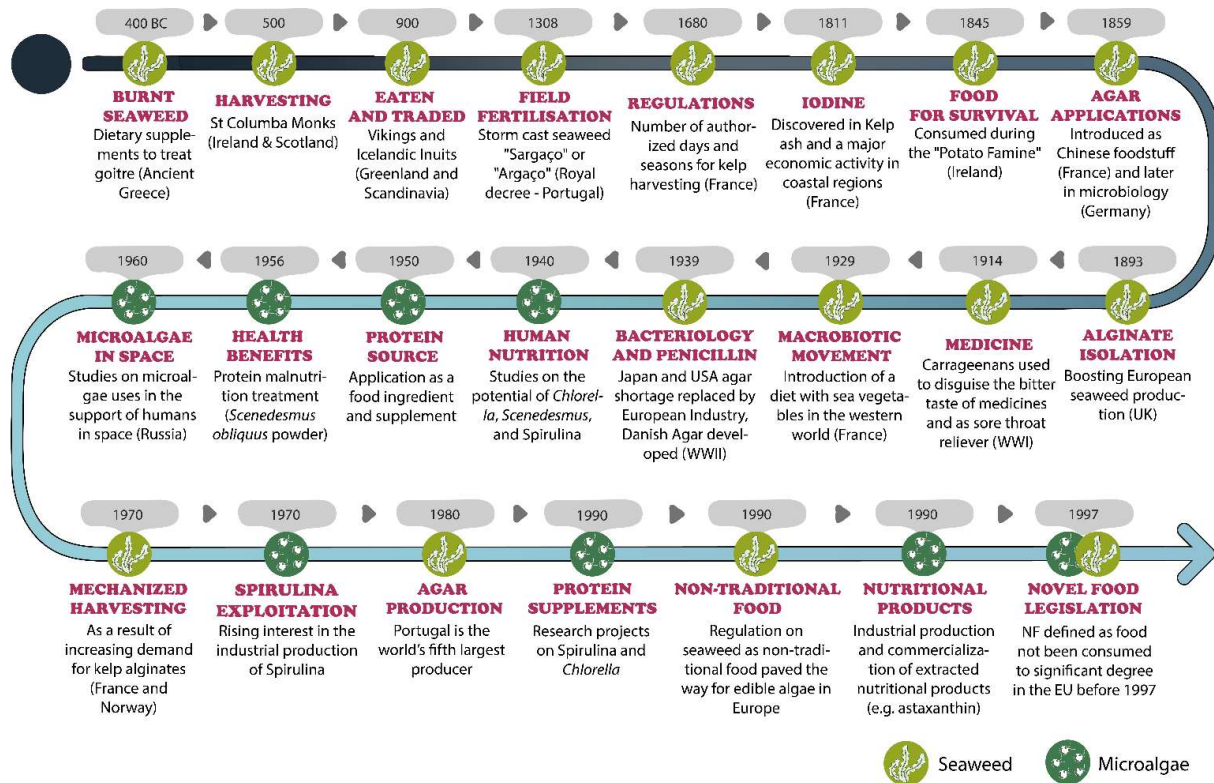 400 BC
BURNT
SEAWEED
Dietary supple-
ments to treat
goitre (Ancient
Greece)
500
HARVESTING
St Columba Monks
(Ireland & Scotland)
900
EATEN
AND TRADED
Vikings and
Icelandic Inuits
(Greenland and
Scandinavia)
1308
FIELD
FERTILISATION
Storm cast seaweed
"Sargaço" or
"Argaço" (Royal
decree - Portugal)
1680
REGULATIONS
Number of author-
ized days and
seasons for kelp
harvesting (France)
1811
IODINE
Discovered in Kelp
ash and a major
economic activity in
coastal regions
(France)
1845
FOOD
FOR SURVIVAL
Consumed during
the "Potato Famine"
(Ireland)
1859
AGAR
APPLICATIONS
Introduced as
Chinese foodstuff
(France) and later
in microbiology
(Germany)
1893
ALGINATE
ISOLATION
Boosting European
seaweed produc-
tion (UK)
1914
MEDICINE
Carrageenans used
to disguise the bitter
taste of medicines
and as sore throat
reliever (WWI)
1929
MACROBIOTIC
MOVEMENT
Introduction of a
diet with sea vegeta-
bles in the western
world (France)
1939
BACTERIOLOGY
AND PENICILLIN
Japan and USA agar
shortage replaced by
European Industry,
Danish Agar devel-
oped (WWII)
1940
HUMAN
NUTRITION
Studies on the
potential of Chlorel-
la, Scenedesmus,
and Spirulina
1950
PROTEIN
SOURCE
Application as a
food ingredient
and supplement
1956
HEALTH
BENEFITS
Protein malnutri-
tion treatment
(Scenedesmus
obliquus powder)
1960
MICROALGAE
IN SPACE
Studies on microal-
gae uses in the
support of humans
in space (Russia)
1970
MECHANIZED
HARVESTING
As a result of
increasing demand
for kelp alginates
(France and
Norway)
1970
SPIRULINA
EXPLOITATION
Rising interest in the
industrial production
of Spirulina
1980
AGAR
PRODUCTION
Portugal is the
world's fifth largest
producer
1990
PROTEIN
SUPPLEMENTS
Research projects
on Spirulina and
Chlorella
1990
NON-TRADITIONAL
FOOD
Regulation on
seaweed as non-tradi-
tional food paved the
way for edible algae in
Europe
1990
NUTRITIONAL
PRODUCTS
Industrial production
and commercializa-
tion of extracted
nutritional products
(e.g. astaxanthin)
1997
NOVEL FOOD
LEGISLATION
NF defined as food
not been consumed
to significant degree
in the EU before 1997
Seaweed
Microalgae